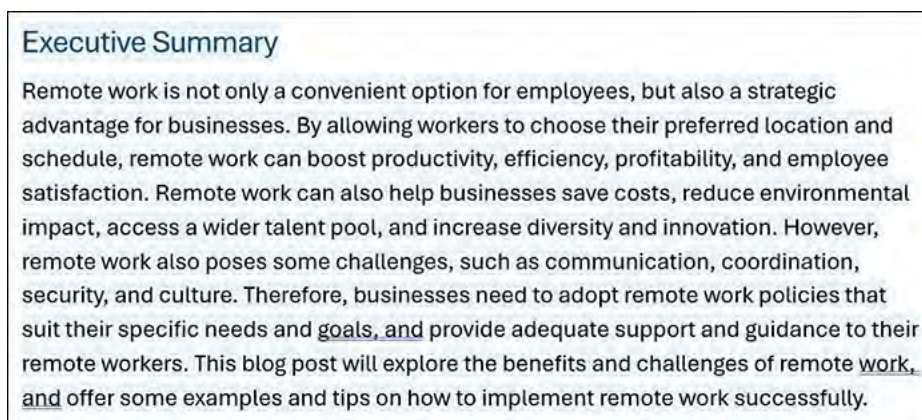 Executive Summary
Remote work is not only a convenient option for employees, but also a strategic
advantage for businesses. By allowing workers to choose their preferred location and
schedule, remote work can boost productivity, efficiency, profitability, and employee
satisfaction. Remote work can also help businesses save costs, reduce environmental
impact, access a wider talent pool, and increase diversity and innovation. However,
remote work also poses some challenges, such as communication, coordination,
security, and culture. Therefore, businesses need to adopt remote work policies that
suit their specific needs and goals, and provide adequate support and guidance to their
remote workers. This blog post will explore the benefits and challenges of remote work,
and offer some examples and tips on how to implement remote work successfully.